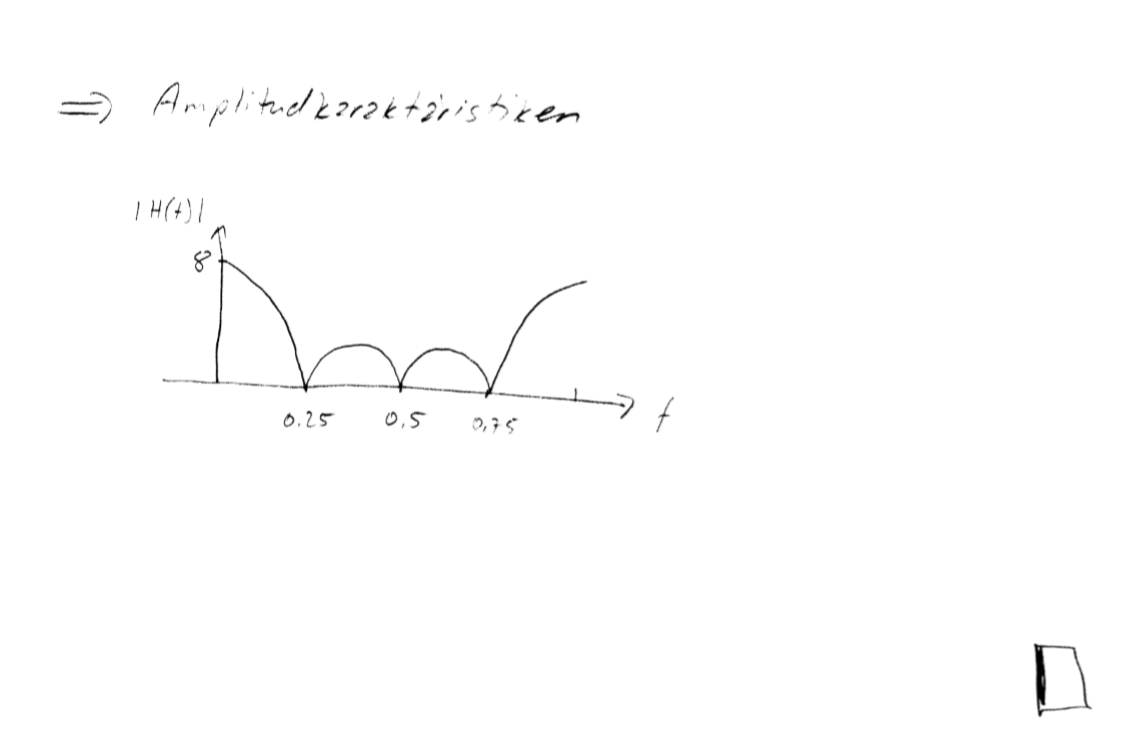 ⇒ Amplitudkaraktäristiken
|H(f)|
8
0.25 0,5 0,75
f